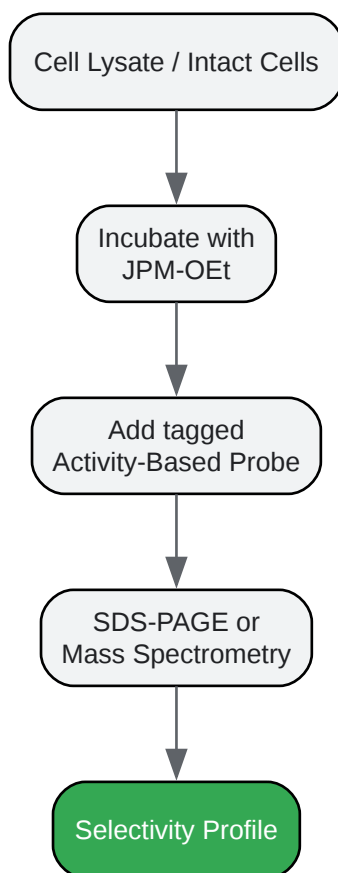 Cell Lysate / Intact Cells
Incubate with
JPM-OEt
Add tagged
Activity-Based Probe
SDS-PAGE or
Mass Spectrometry
Selectivity Profile